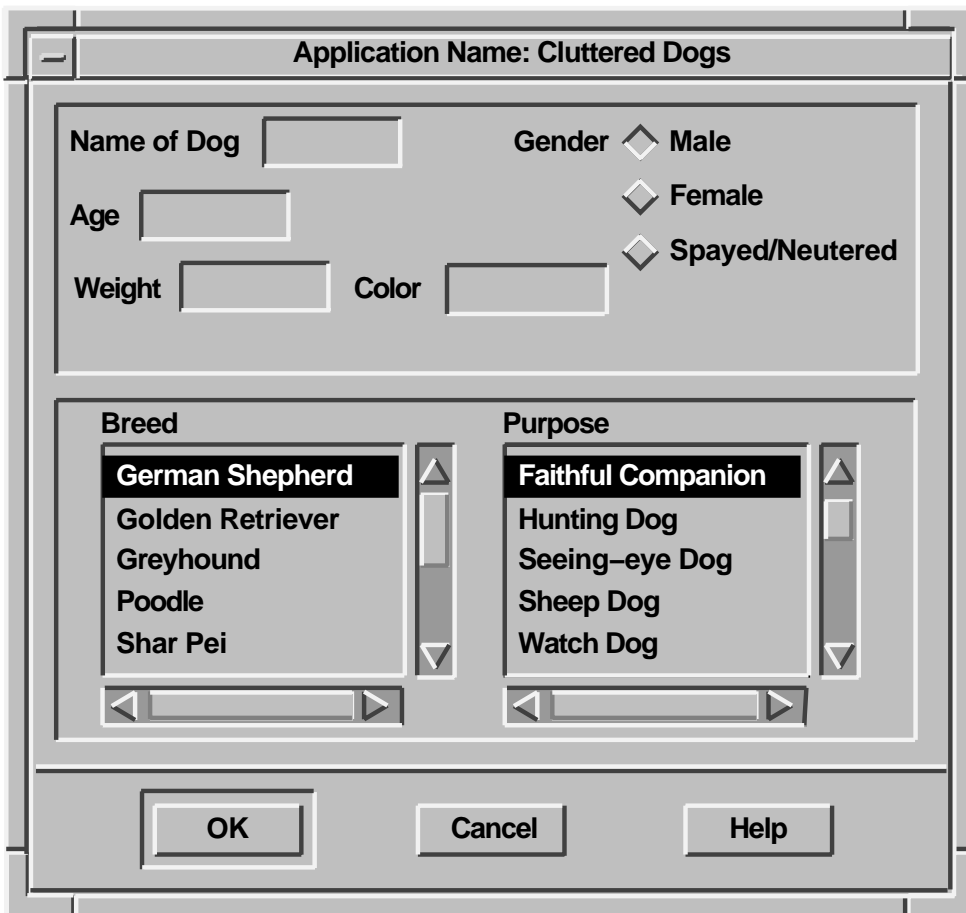 Application Name: Cluttered Dogs
Name of Dog
Gender
Male
Female
Spayed/Neutered
Age
Weight
Color
Breed
German Shepherd
Golden Retriever
Greyhound
Poodle
Shar Pei
Purpose
Faithful Companion
Hunting Dog
Seeing–eye Dog
Sheep Dog
Watch Dog
OK
Cancel
Help